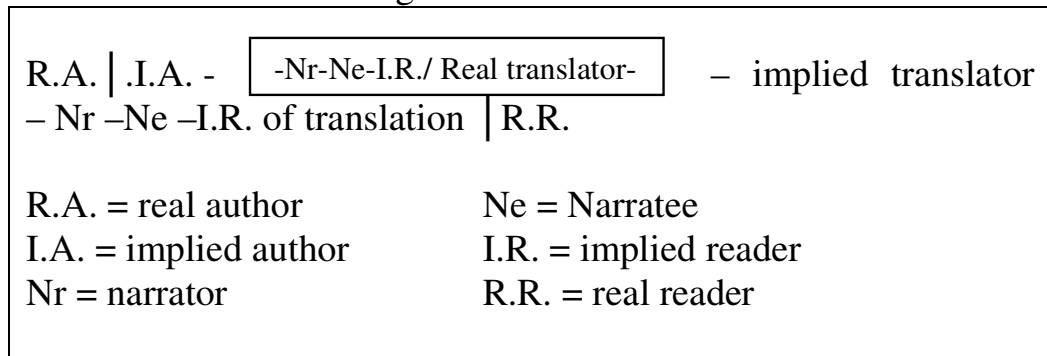 R.A. | .I.A. - -Nr-Ne-I.R./ Real translator- – implied translator
– Nr –Ne –I.R. of translation | R.R.
R.A. = real author Ne = Narratee
I.A. = implied author I.R. = implied reader
Nr = narrator R.R. = real reader